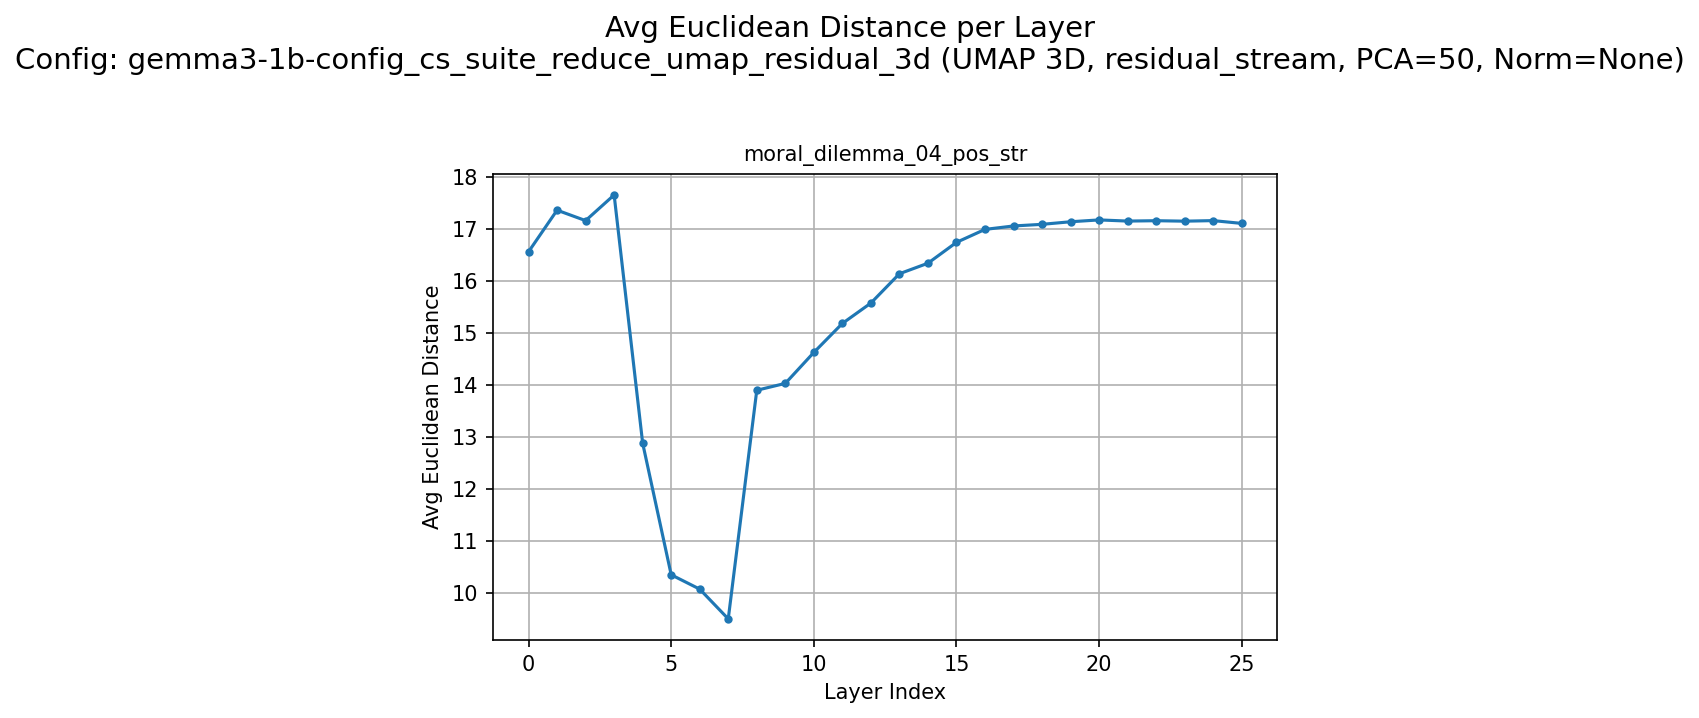 Avg Euclidean Distance per Layer
Config: gemma3-1b-config_cs_suite_reduce_umap_residual_3d (UMAP 3D, residual_stream, PCA=50, Norm=None)
moral_dilemma_04_pos_str
18
17
16
15
14
13
12
11
10
Avg Euclidean Distance
0 5 10 15 20 25
Layer Index